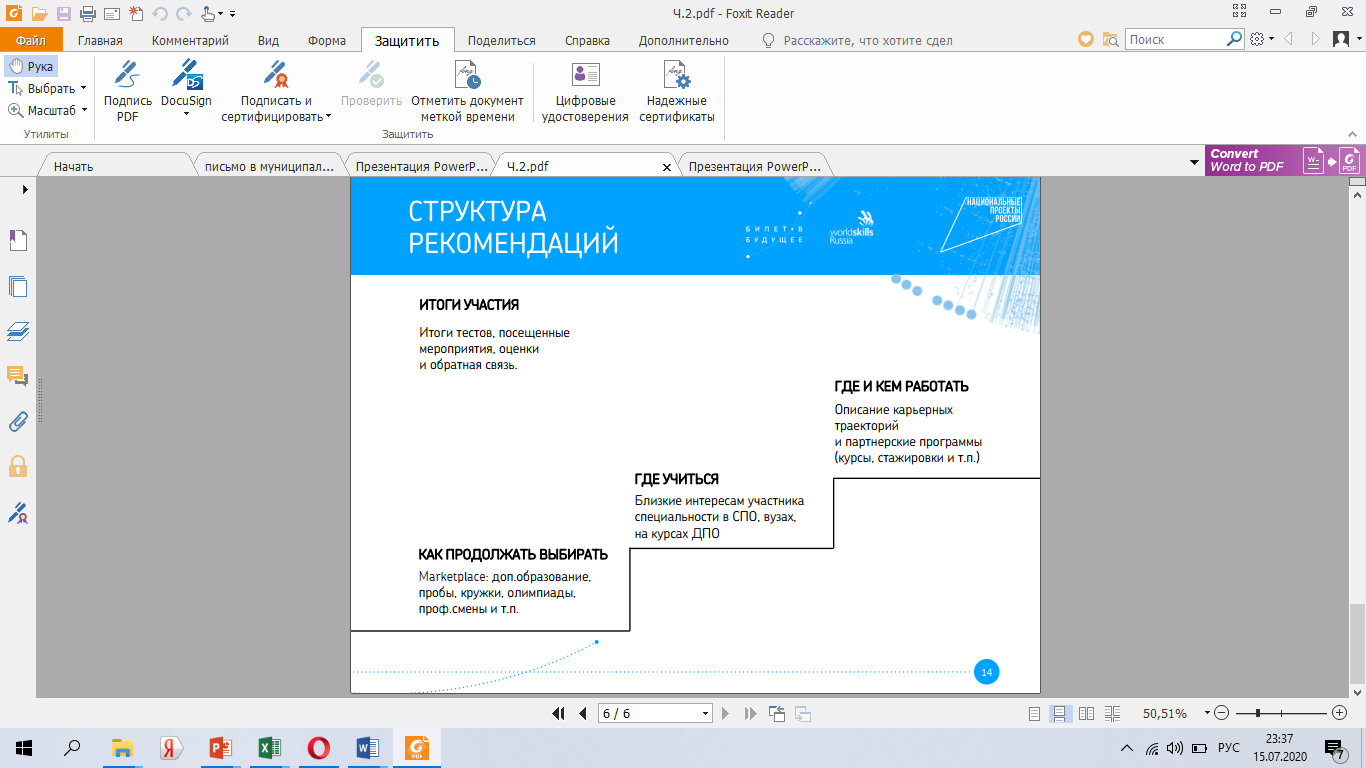 Ч.2.pdf - Foxit Reader
Файл
Главная
Комментарий
Вид
Форма
Защитить
Поделиться
Справка
Дополнительно
Расскажите, что хотите сдел
Поиск
Рука
Выбрать
Масштаб
Утилиты
Подпись
PDF
DocuSign
Подписать и
сертифицировать
Проверить
Отметить документ
меткой времени
Защитить
Цифровые
удостоверения
Надежные
сертификаты
Начать
письмо в муниципал...
Презентация PowerP...
Ч.2.pdf
Презентация PowerP...
Convert
Word to PDF
СТРУКТУРА
РЕКОМЕНДАЦИЙ
БИЛЕТ В
БУДУЩЕЕ
worldskills
Russia
НАЦИОНАЛЬНЫЕ
ПРОЕКТЫ
РОССИИ
ИТОГИ УЧАСТИЯ
Итоги тестов, посещенные
мероприятия, оценки
и обратная связь.
ГДЕ И КЕМ РАБОТАТЬ
Описание карьерных
траекторий
и партнерские программы
(курсы, стажировки и т.п.)
ГДЕ УЧИТЬСЯ
Близкие интересам участника
специальности в СПО, вузах,
на курсах ДПО
КАК ПРОДОЛЖАТЬ ВЫБИРАТЬ
Marketplace: доп.образование,
пробы, кружки, олимпиады,
проф.смены и т.п.
14
6 / 6
50,51%
РУС
23:37
15.07.2020
7